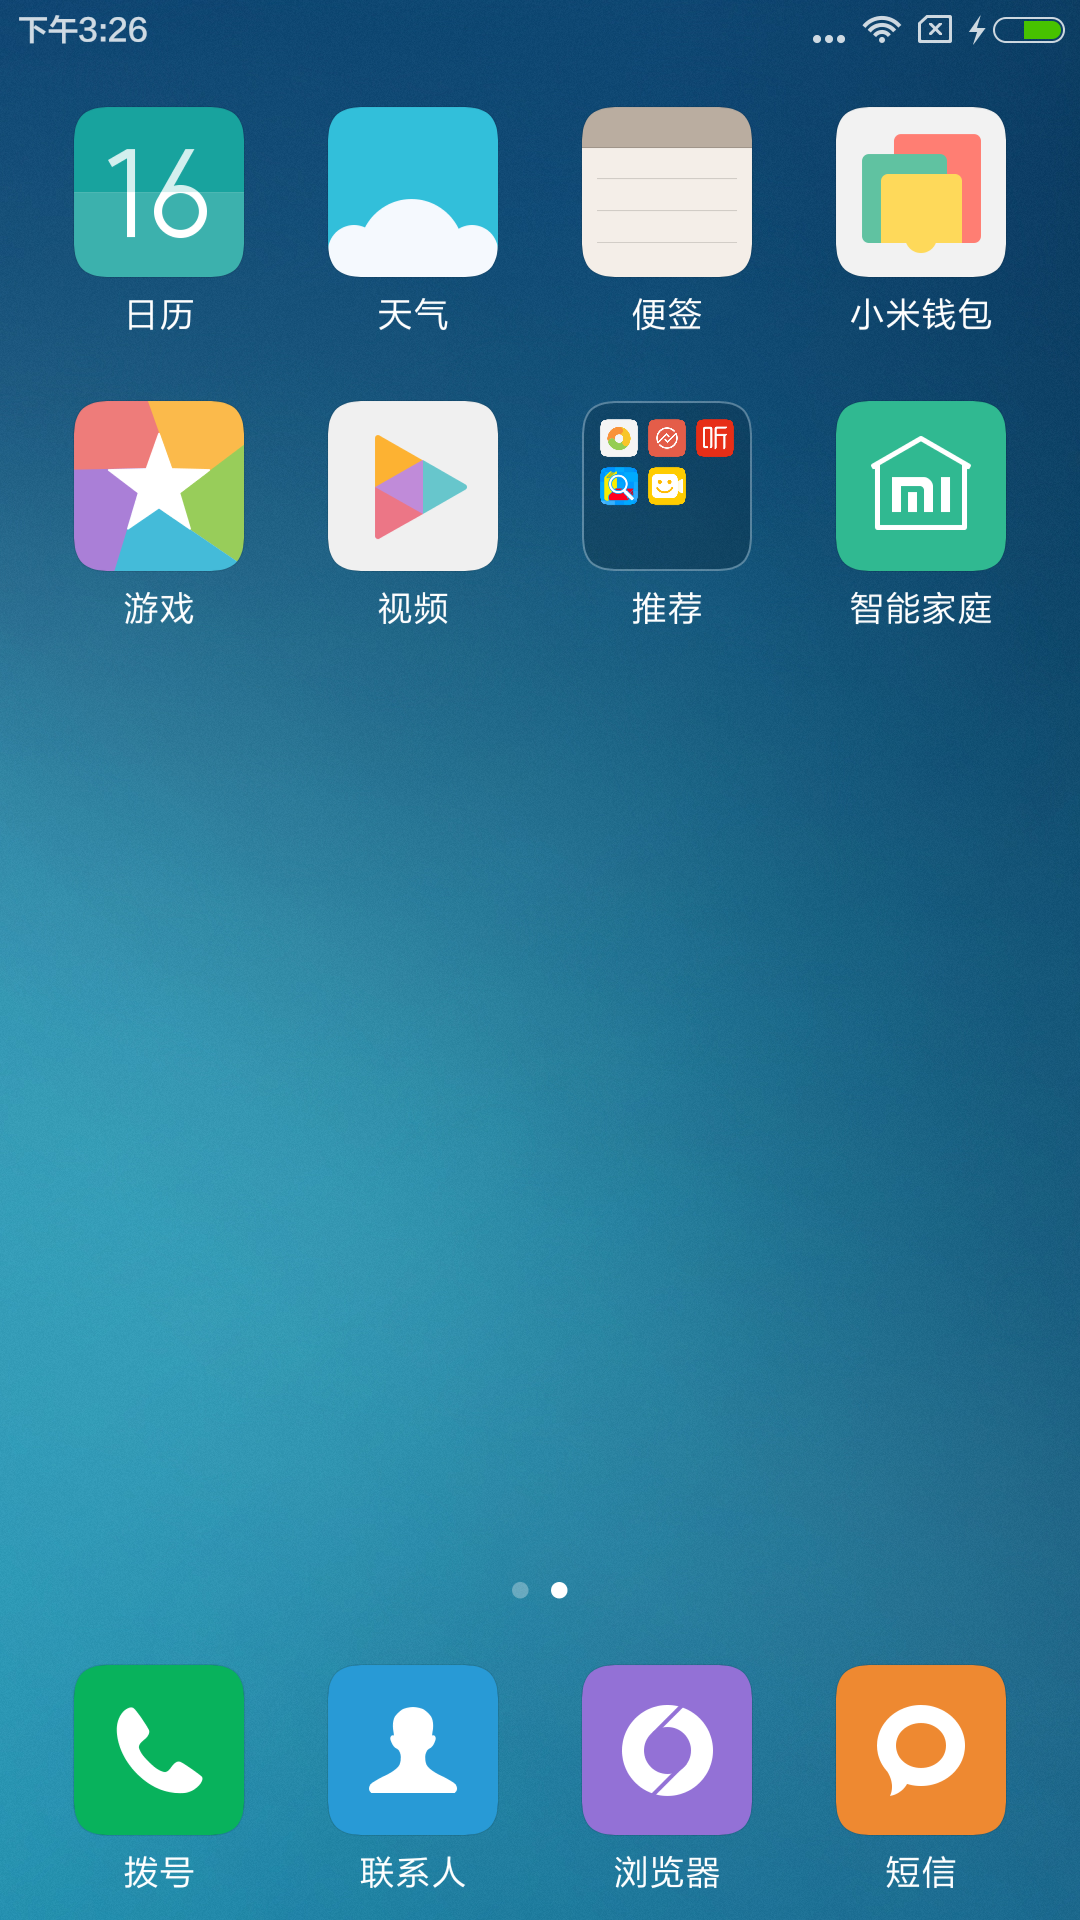 下午3:26
16
日历
天气
便签
小米钱包
听
游戏
视频
推荐
智能家庭
拨号
联系人
浏览器
短信